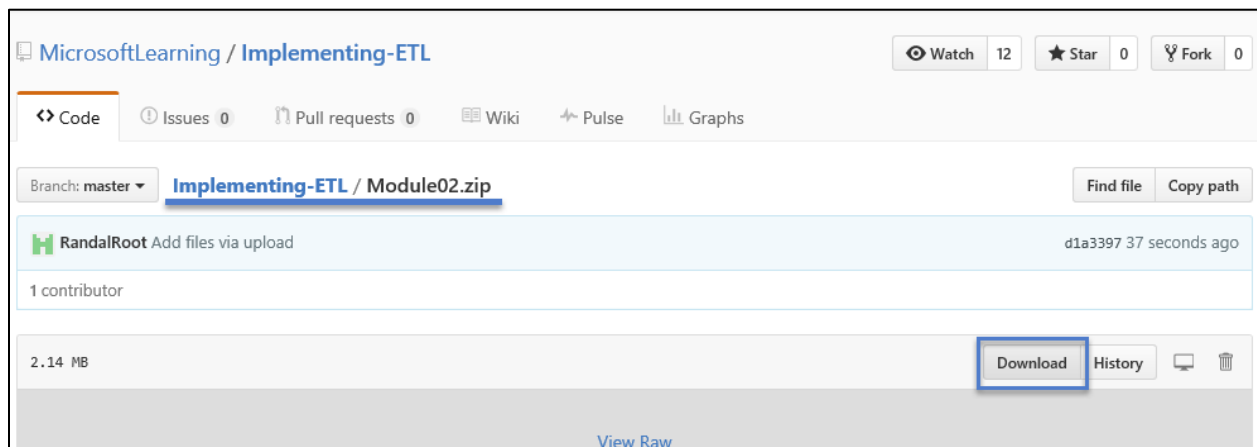 MicrosoftLearning / Implementing-ETL
Watch 12 Star 0 Fork 0
Code Issues 0 Pull requests 0 Wiki Pulse Graphs
Branch: master Implementing-ETL / Module02.zip Find file Copy path
RandalRoot Add files via upload d1a3397 37 seconds ago
1 contributor
2.14 MB Download History
View Raw